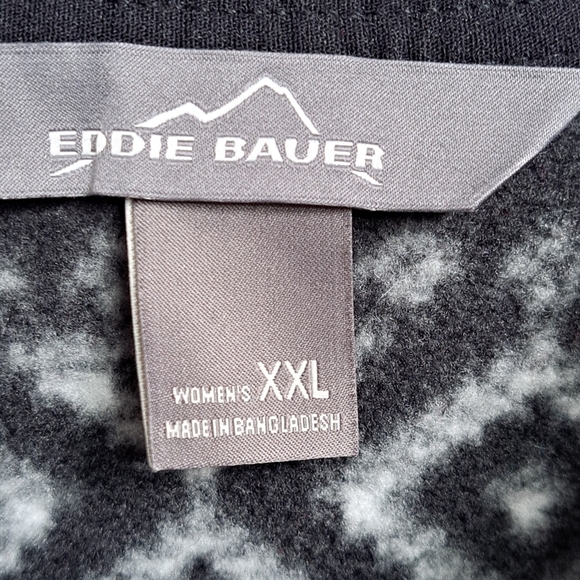 EDDIE BAUER
WOMEN'S XXL
MADE IN BANGLADESH